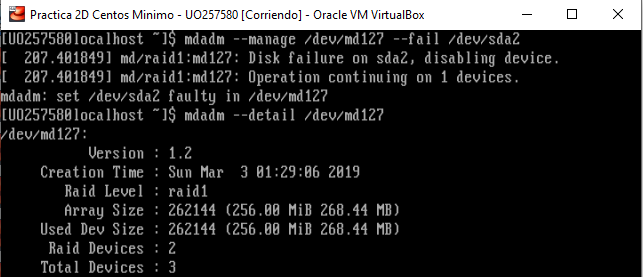 Practica 2D Centos Minimo - UO257580 [Corriendo] - Oracle VM VirtualBox
[UO257580localhost ~]$ mdadm --manage /dev/md127 --fail /dev/sda2
[  207.401849] md/raid1:md127: Disk failure on sda2, disabling device.
[  207.401849] md/raid1:md127: Operation continuing on 1 devices.
mdadm: set /dev/sda2 faulty in /dev/md127
[UO257580localhost ~]$ mdadm --detail /dev/md127
/dev/md127:
Version : 1.2
Creation Time : Sun Mar  3 01:29:06 2019
Raid Level : raid1
Array Size : 262144 (256.00 MiB 268.44 MB)
Used Dev Size : 262144 (256.00 MiB 268.44 MB)
Raid Devices : 2
Total Devices : 3